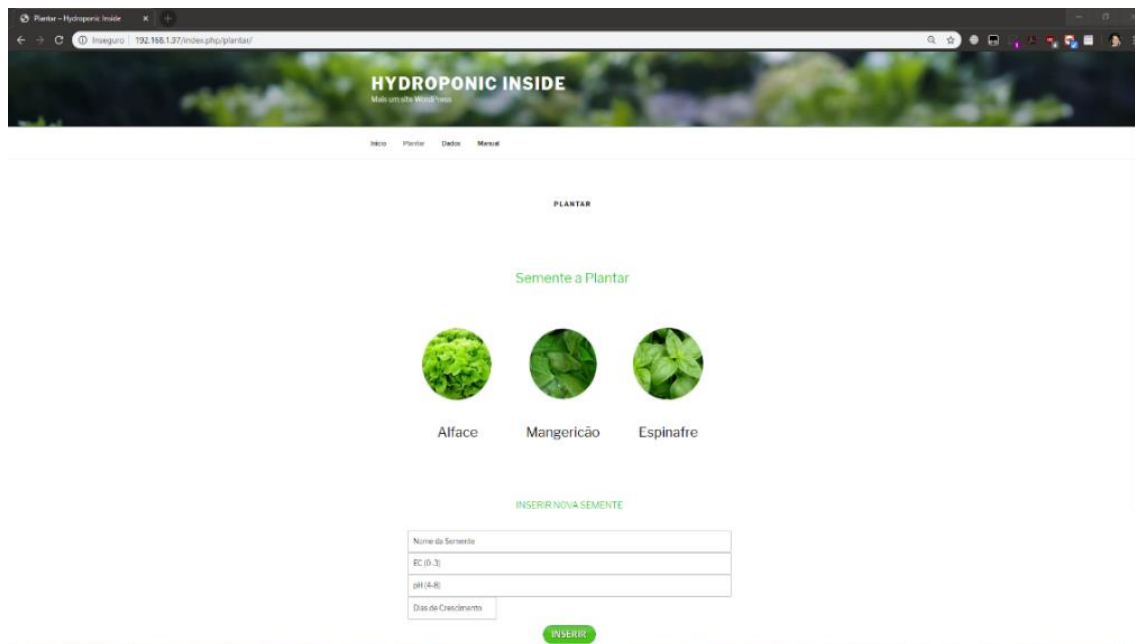 Plantar – Hydroponic Inside
Inseguro | 192.168.1.97/index.php/plantar/
HYDROPONIC INSIDE
Mais um site WordPress
Início Plantar Dados Manual
PLANTAR
Semente a Plantar
Alface Mangericão Espinafre
INSERIR NOVA SEMENTE
Nome da Semente
EC (0-3)
pH (4-8)
Dias de Crescimento
INSERIR